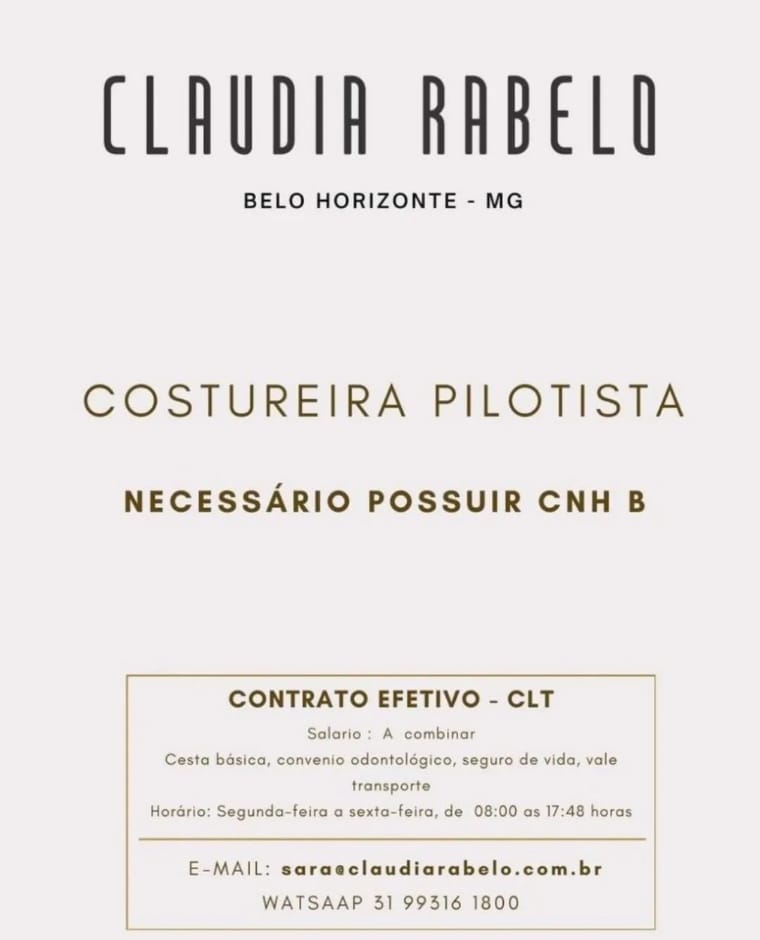 CLAUDIA RABELO
BELO HORIZONTE - MG
COSTUREIRA PILOTISTA
NECESSÁRIO POSSUIR CNH B
CONTRATO EFETIVO - CLT
Salario : A combinar
Cesta básica, convenio odontológico, seguro de vida, vale
transporte
Horário: Segunda-feira a sexta-feira, de 08:00 as 17:48 horas
E-MAIL: sara@claudiarabelo.com.br
WATSAAP 31 99316 1800